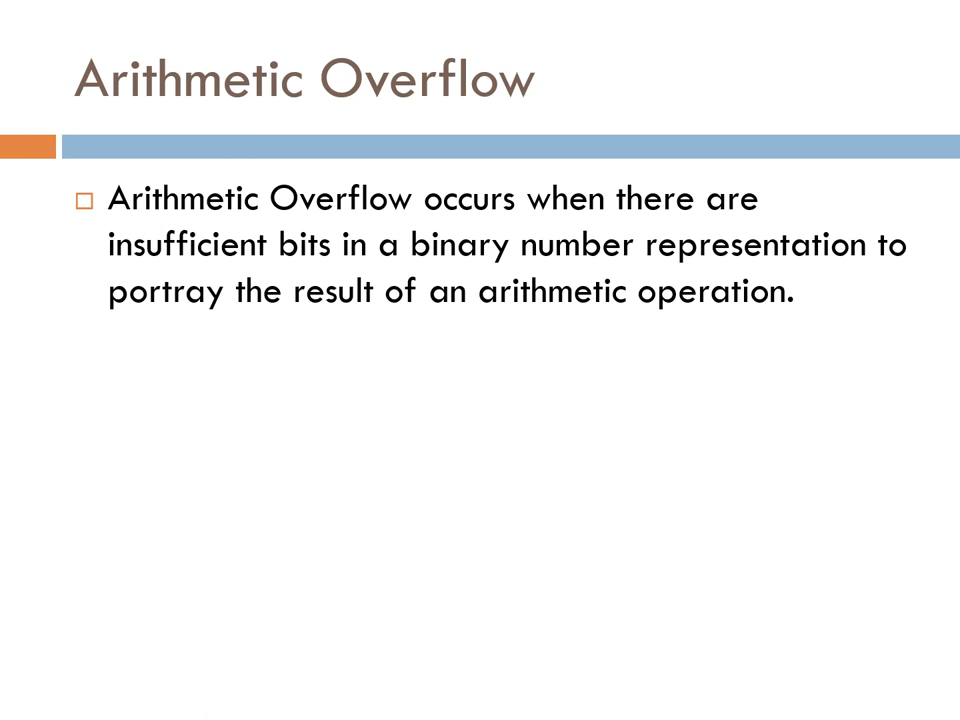 Arithmetic Overflow
Arithmetic Overflow occurs when there are
insufficient bits in a binary number representation to
portray the result of an arithmetic operation.